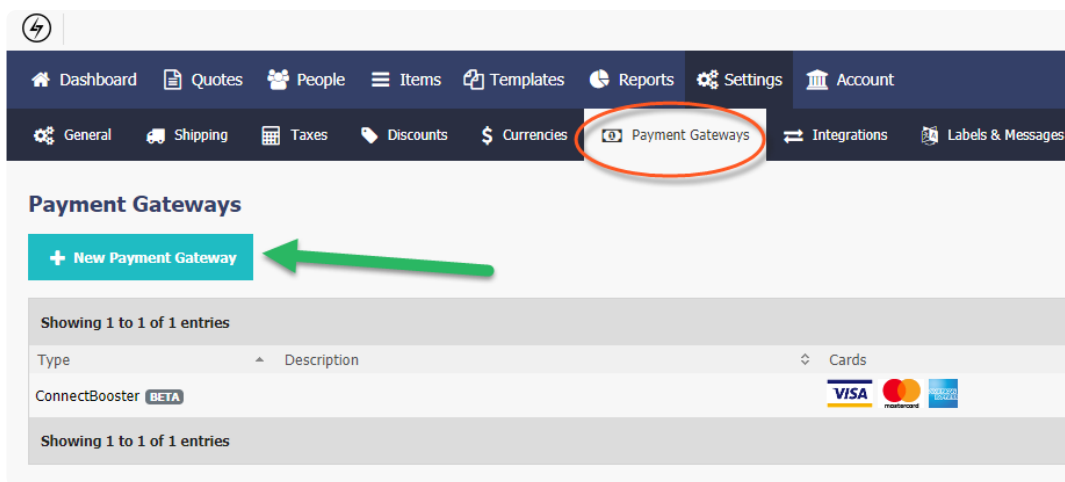 Dashboard Quotes People Items Templates Reports Settings Account
General Shipping Taxes Discounts Currencies Payment Gateways Integrations Labels & Messages
Payment Gateways
New Payment Gateway
Showing 1 to 1 of 1 entries
Type Description Cards
ConnectBooster BETA VISA mastercard
Showing 1 to 1 of 1 entries